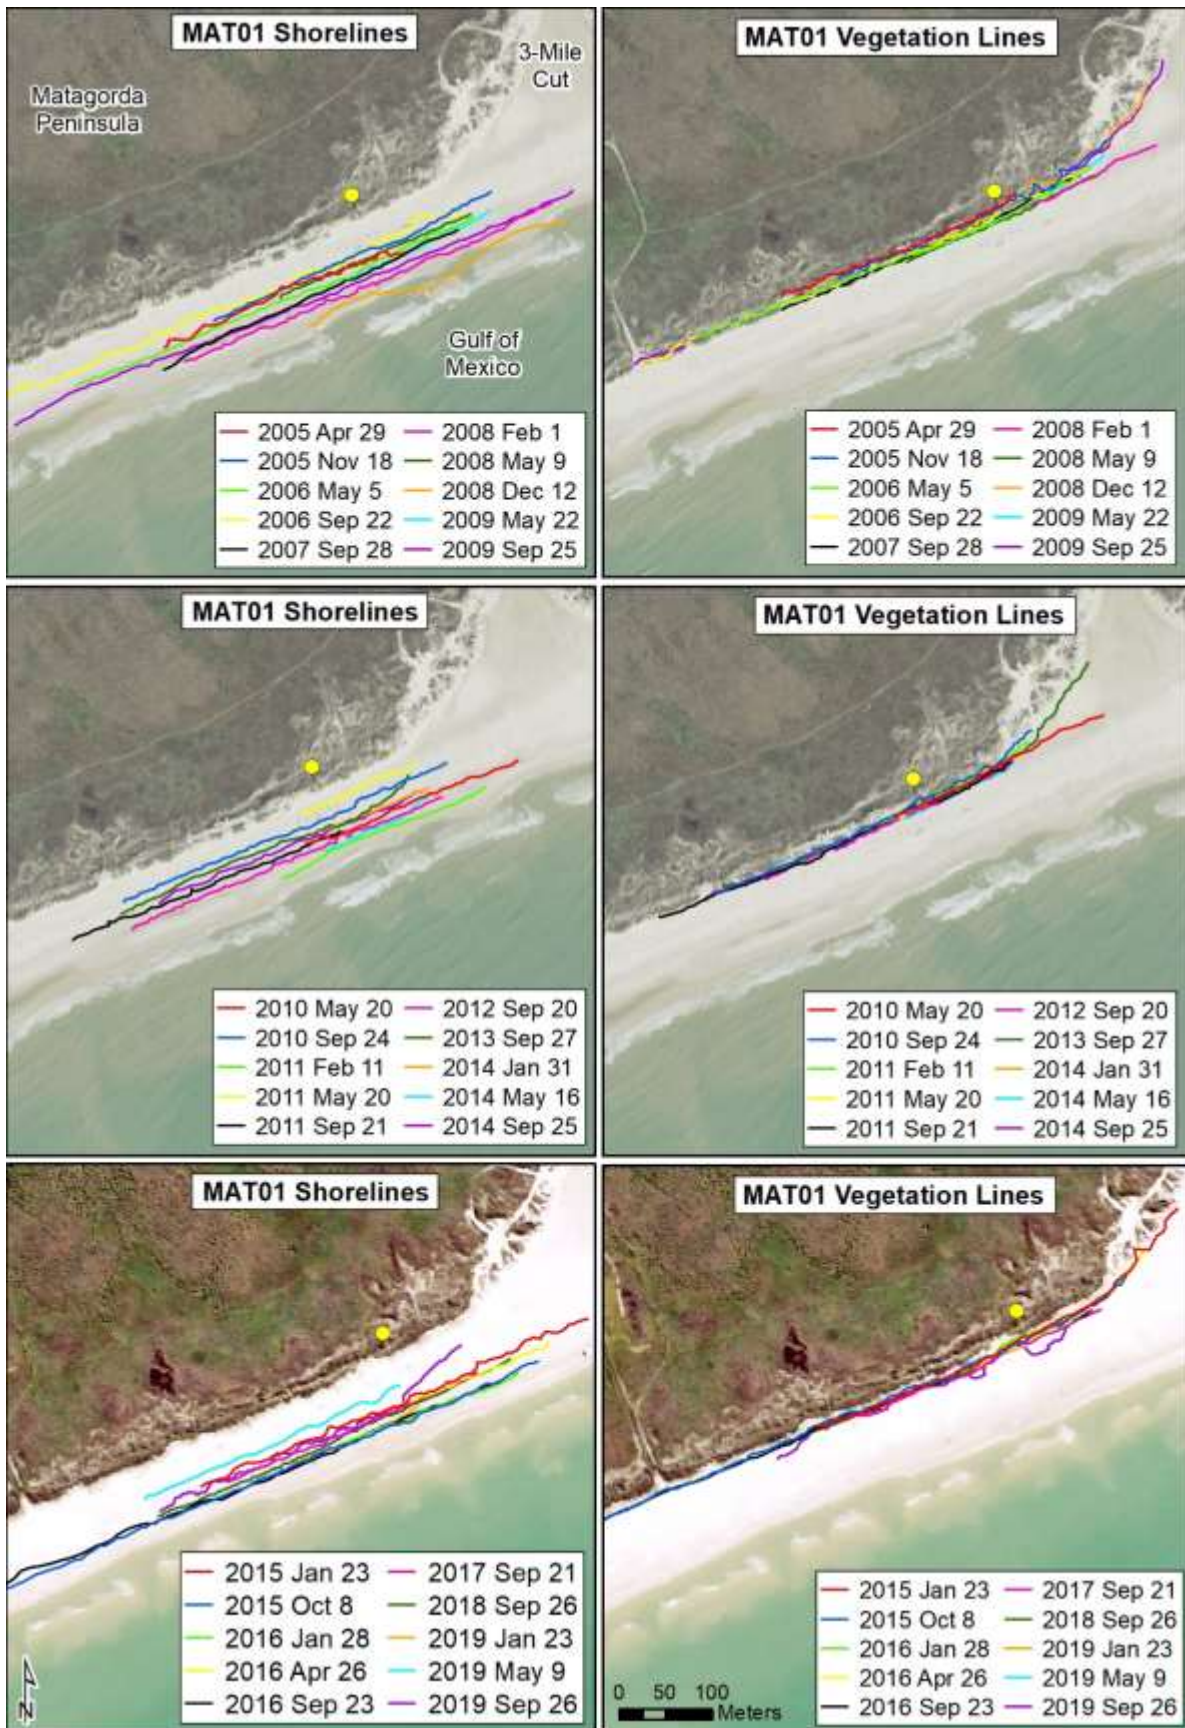 MAT01 Shorelines
3-Mile
Cut
Matagorda
Peninsula
Gulf of
Mexico
2005 Apr 29 2008 Feb 1
2005 Nov 18 2008 May 9
2006 May 5 2008 Dec 12
2006 Sep 22 2009 May 22
2007 Sep 28 2009 Sep 25
MAT01 Vegetation Lines
2005 Apr 29 2008 Feb 1
2005 Nov 18 2008 May 9
2006 May 5 2008 Dec 12
2006 Sep 22 2009 May 22
2007 Sep 28 2009 Sep 25
MAT01 Shorelines
2010 May 20 2012 Sep 20
2010 Sep 24 2013 Sep 27
2011 Feb 11 2014 Jan 31
2011 May 20 2014 May 16
2011 Sep 21 2014 Sep 25
MAT01 Vegetation Lines
2010 May 20 2012 Sep 20
2010 Sep 24 2013 Sep 27
2011 Feb 11 2014 Jan 31
2011 May 20 2014 May 16
2011 Sep 21 2014 Sep 25
MAT01 Shorelines
2015 Jan 23 2017 Sep 21
2015 Oct 8 2018 Sep 26
2016 Jan 28 2019 Jan 23
2016 Apr 26 2019 May 9
2016 Sep 23 2019 Sep 26
N
MAT01 Vegetation Lines
2015 Jan 23 2017 Sep 21
2015 Oct 8 2018 Sep 26
2016 Jan 28 2019 Jan 23
2016 Apr 26 2019 May 9
2016 Sep 23 2019 Sep 26
0 50 100
Meters